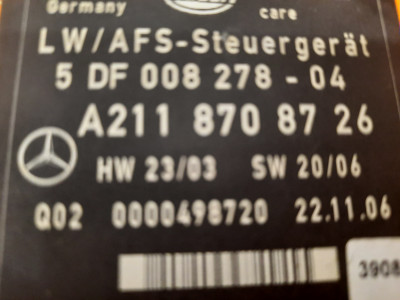 Germany care
LW/AFS-Steuergerät
5 DF 008 278 - 04
A211 870 87 26
HW 23/03 SW 20/06
Q02 0000498720 22.11.06
3908